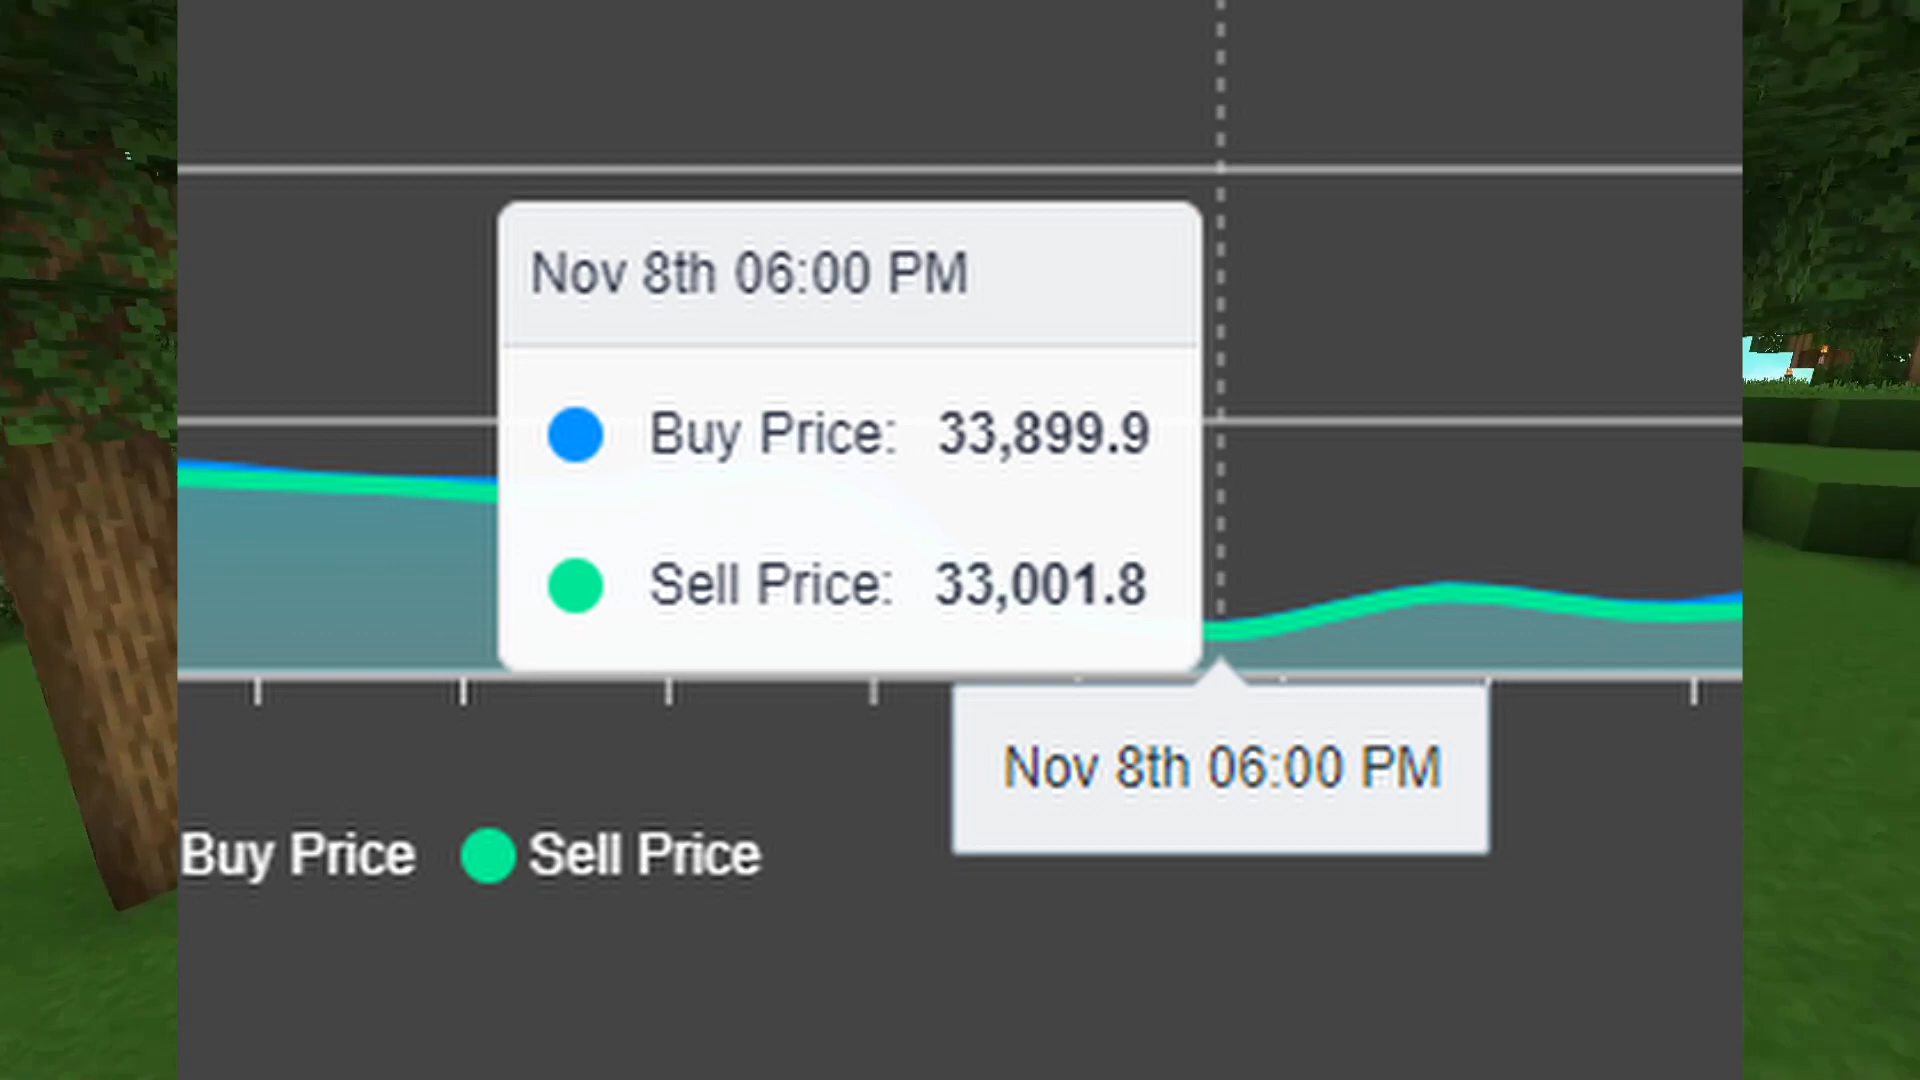 Nov 8th 06:00 PM
Buy Price: 33,899.9
Sell Price: 33,001.8
Nov 8th 06:00 PM
Buy Price Sell Price